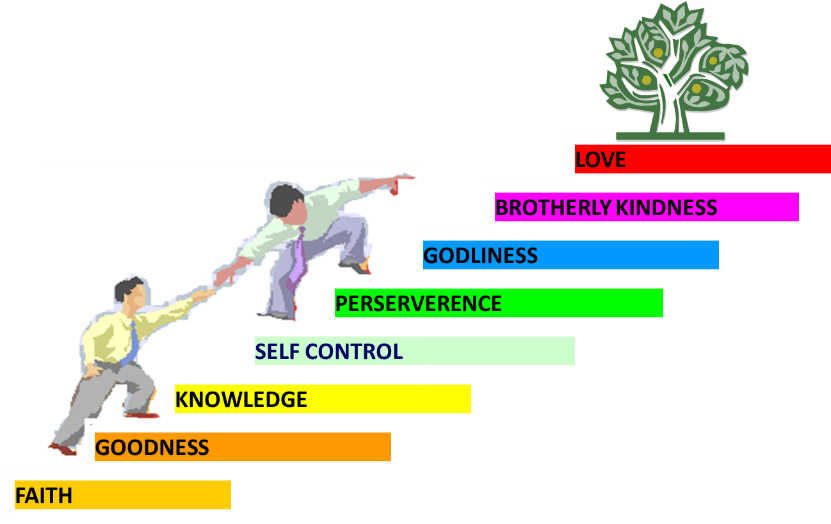 LOVE
BROTHERLY KINDNESS
GODLINESS
PERSERVERENCE
SELF CONTROL
KNOWLEDGE
GOODNESS
FAITH